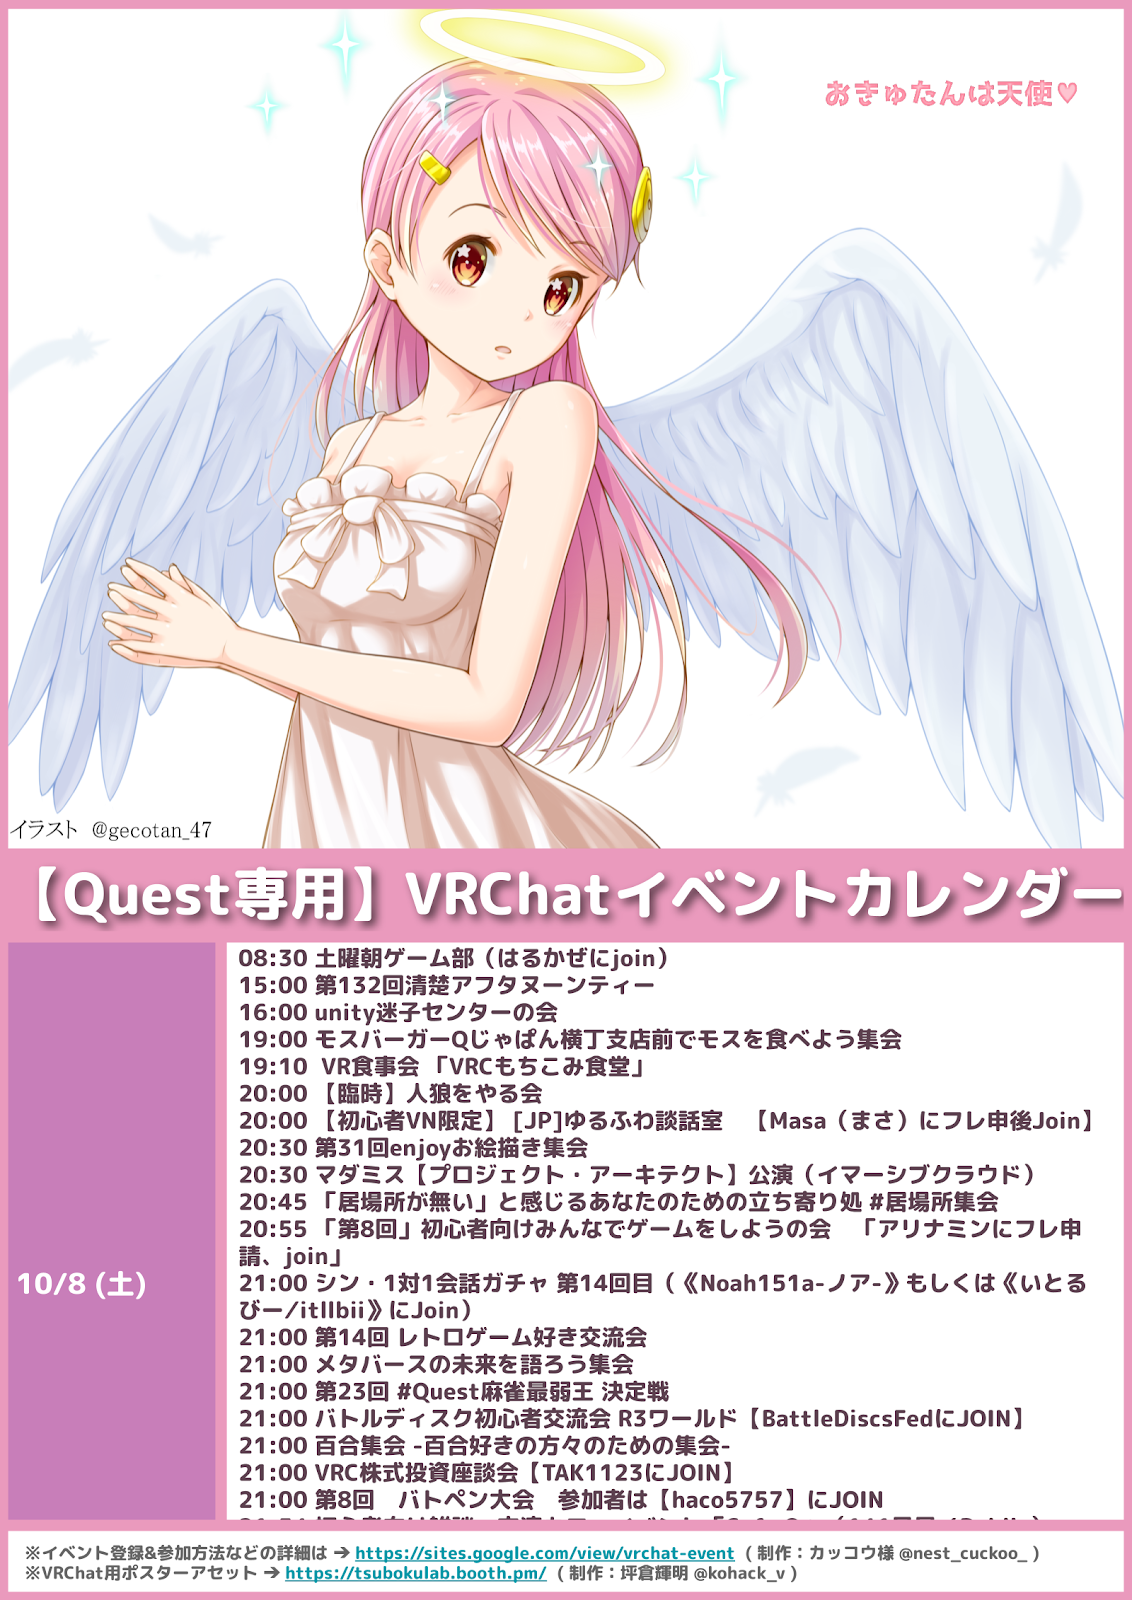 おきゅたんは天使♥
イラスト @gecotan_47
【Quest専用】VRChatイベントカレンダー
10/8 (土)
08:30 土曜朝ゲーム部（はるかぜにjoin）
15:00 第132回清楚アフタヌーンティー
16:00 unity迷子センターの会
19:00 モスバーガーQじゃぱん横丁支店前でモスを食べよう集会
19:10 VR食事会 「VRCもちこみ食堂」
20:00 【臨時】人狼をやる会
20:00 【初心者VN限定】 [JP]ゆるふわ談話室　【Masa（まさ）にフレ申後Join】
20:30 第31回enjoyお絵描き集会
20:30 マダミス【プロジェクト・アーキテクト】公演（イマーシブクラウド）
20:45 「居場所が無い」と感じるあなたのための立ち寄り処 #居場所集会
20:55 「第8回」初心者向けみんなでゲームをしようの会　「アリナミンにフレ申
請、join」
21:00 シン・1対1会話ガチャ 第14回目（《Noah151a-ノア-》もしくは《いとる
びー/itllbii》にJoin）
21:00 第14回 レトロゲーム好き交流会
21:00 メタバースの未来を語ろう集会
21:00 第23回 #Quest麻雀最弱王 決定戦
21:00 バトルディスク初心者交流会 R3ワールド【BattleDiscsFedにJOIN】
21:00 百合集会 -百合好きの方々のための集会-
21:00 VRC株式投資座談会【TAK1123にJOIN】
21:00 第8回　バトペン大会　参加者は【haco5757】にJOIN
※イベント登録&参加方法などの詳細は ➔ https://sites.google.com/view/vrchat-event ( 制作：カッコウ様 @nest_cuckoo_ )
※VRChat用ポスターアセット ➔ https://tsubokulab.booth.pm/ ( 制作：坪倉輝明 @kohack_v )